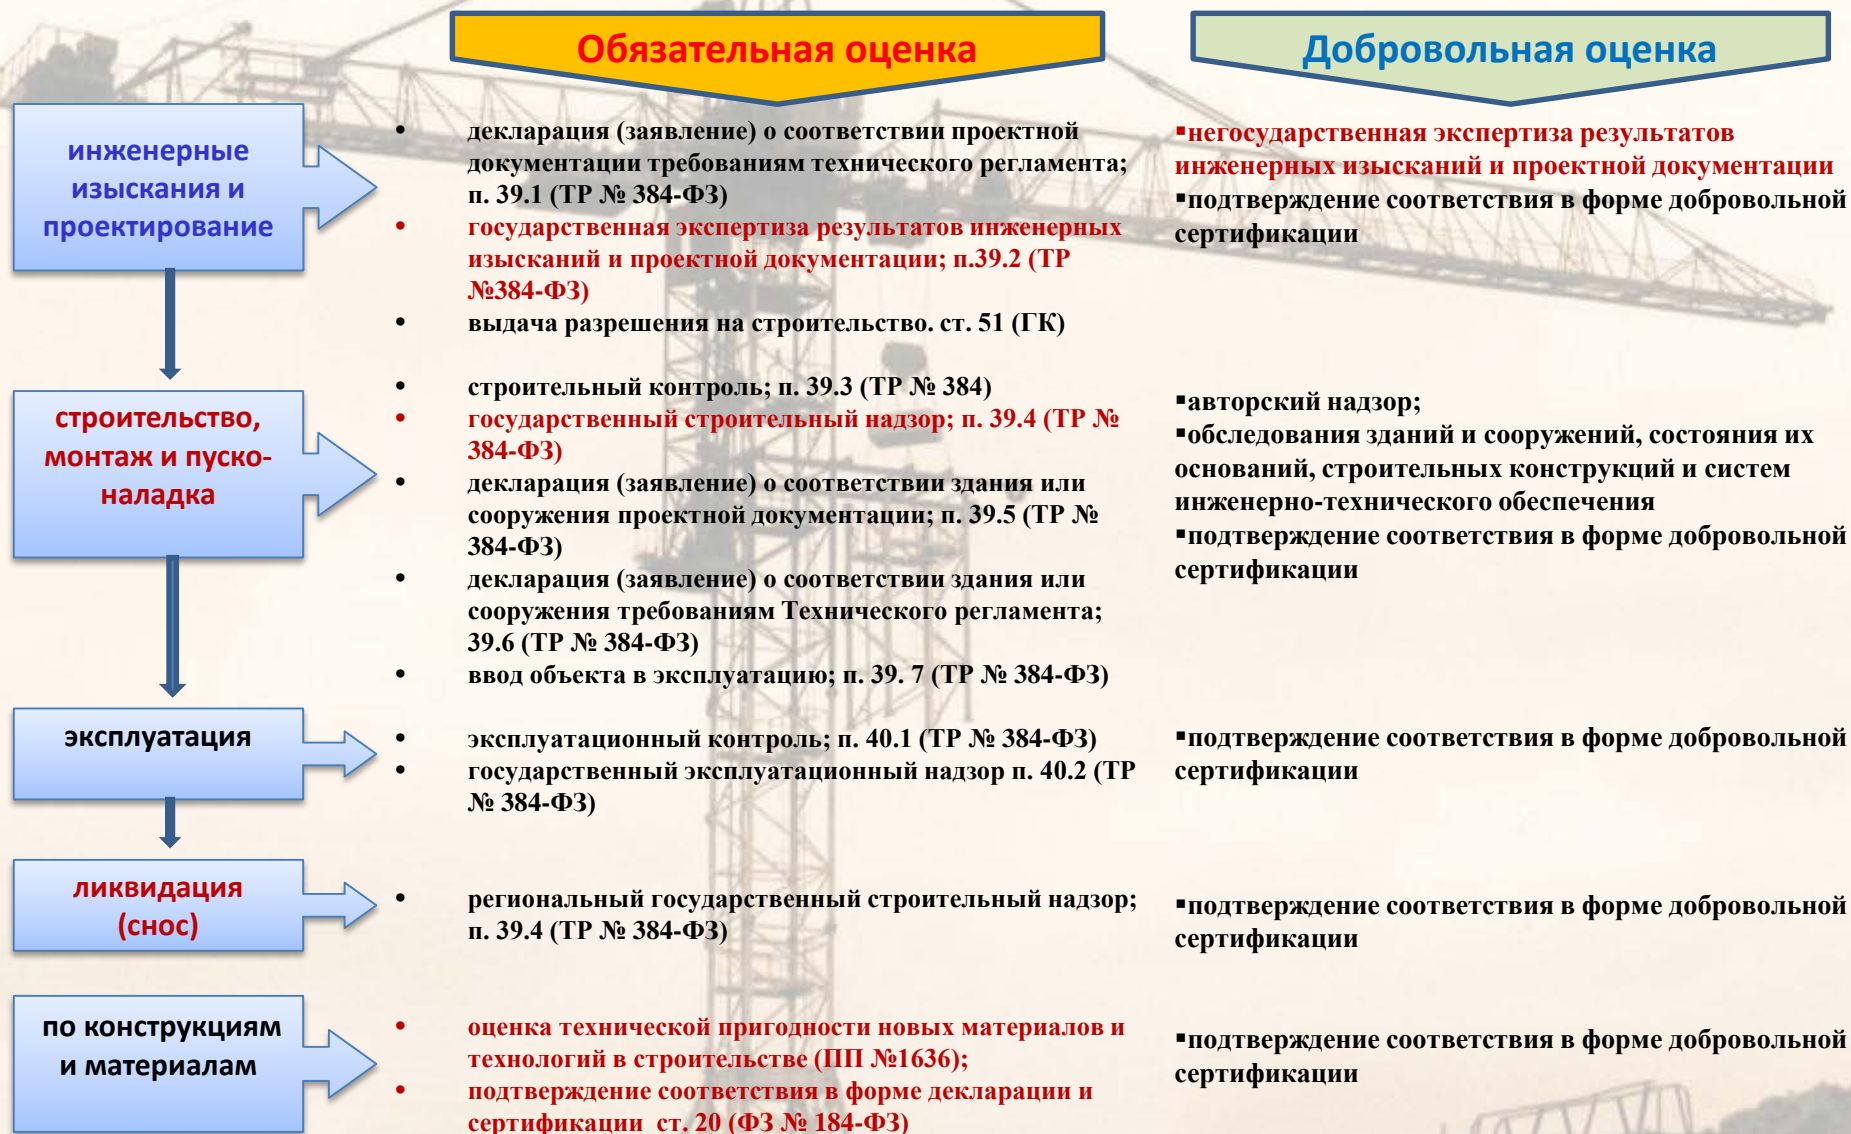 Обязательная оценка
Добровольная оценка
инженерные
изыскания и
проектирование
• декларация (заявление) о соответствии проектной
документации требованиям технического регламента;
п. 39.1 (ТР № 384-ФЗ)
• государственная экспертиза результатов инженерных
изысканий и проектной документации; п.39.2 (ТР
№384-ФЗ)
• выдача разрешения на строительство. ст. 51 (ГК)
▪негосударственная экспертиза результатов
инженерных изысканий и проектной документации
▪подтверждение соответствия в форме добровольной
сертификации
строительство,
монтаж и пуско-
наладка
• строительный контроль; п. 39.3 (ТР № 384)
• государственный строительный надзор; п. 39.4 (ТР №
384-ФЗ)
• декларация (заявление) о соответствии здания или
сооружения проектной документации; п. 39.5 (ТР №
384-ФЗ)
• декларация (заявление) о соответствии здания или
сооружения требованиям Технического регламента;
39.6 (ТР № 384-ФЗ)
• ввод объекта в эксплуатацию; п. 39. 7 (ТР № 384-ФЗ)
▪авторский надзор;
▪обследования зданий и сооружений, состояния их
оснований, строительных конструкций и систем
инженерно-технического обеспечения
▪подтверждение соответствия в форме добровольной
сертификации
эксплуатация
• эксплуатационный контроль; п. 40.1 (ТР № 384-ФЗ)
• государственный эксплуатационный надзор п. 40.2 (ТР
№ 384-ФЗ)
▪подтверждение соответствия в форме добровольной
сертификации
ликвидация
(снос)
• региональный государственный строительный надзор;
п. 39.4 (ТР № 384-ФЗ)
▪подтверждение соответствия в форме добровольной
сертификации
по конструкциям
и материалам
• оценка технической пригодности новых материалов и
технологий в строительстве (ПП №1636);
• подтверждение соответствия в форме декларации и
сертификации ст. 20 (ФЗ № 184-ФЗ)
▪подтверждение соответствия в форме добровольной
сертификации